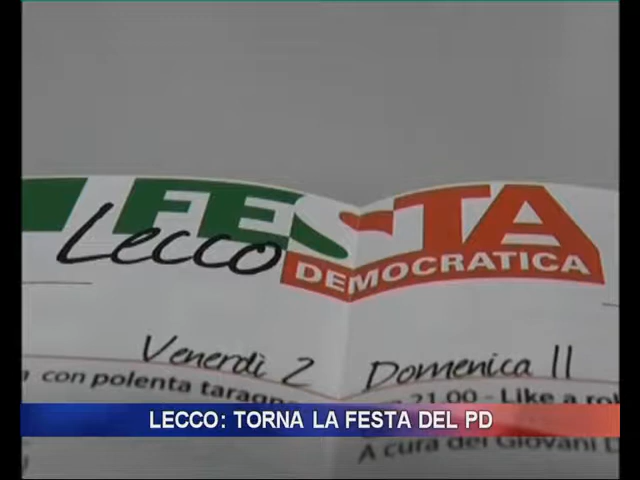 FESTA
Lecco
DEMOCRATICA
Venerdì 2
Domenica 11
con polenta
21.00 - Like a
LECCO: TORNA LA FESTA DEL PD
A cura dei Giovani